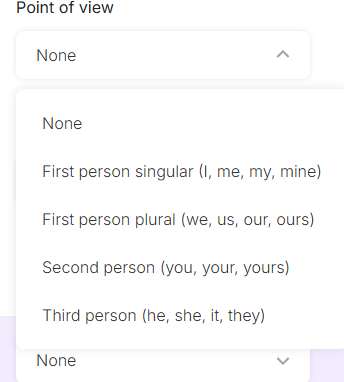 Point of view
None
None
First person singular (I, me, my, mine)
First person plural (we, us, our, ours)
Second person (you, your, yours)
Third person (he, she, it, they)
None